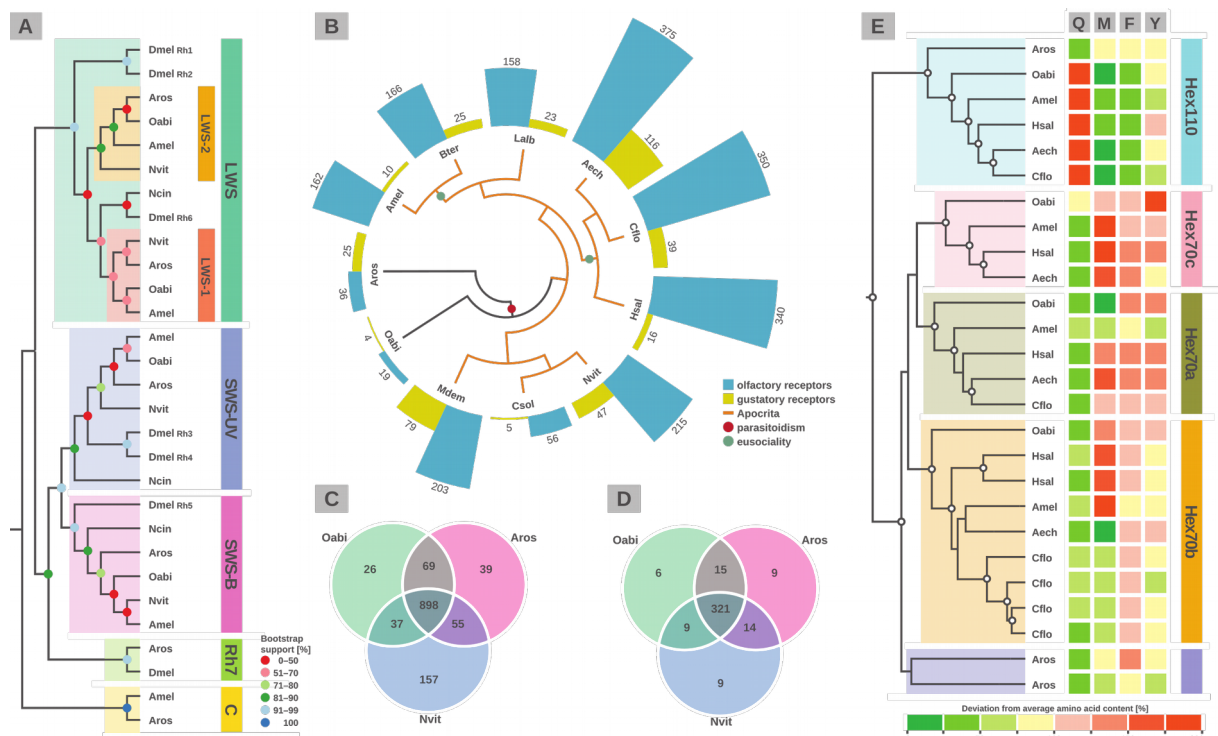 A
Dmel Rh1
Dmel Rh2
Aros
Oabi
Amel
Nvit
Ncin
Dmel Rh6
Nvit
Aros
Oabi
Amel
LWS-2
LWS-1
LWS
Amel
Oabi
Aros
Nvit
Dmel Rh3
Dmel Rh4
Ncin
SWS-UV
Dmel Rh5
Ncin
Aros
Oabi
Nvit
Amel
SWS-B
Aros
Dmel
Rh7
Amel
Aros
C
Bootstrap
support [%]
0–50
51–70
71–80
81–90
91–99
100
B
162
10
Amel
166
25
Bter
158
23
Lalb
375
116
Aech
350
39
Cflo
340
16
Hsal
215
47
Nvit
56
5
Csol
203
79
Mdem
19
4
Oabi
36
25
Aros
olfactory receptors
gustatory receptors
Apocrita
parasitoidism
eusociality
C
Oabi
Aros
26
69
39
898
37
55
157
Nvit
D
Oabi
Aros
6
15
9
321
9
14
9
Nvit
E
Q M F Y
Aros
Oabi
Amel
Hsal
Aech
Cflo
Hex110
Oabi
Amel
Hsal
Aech
Hex70c
Oabi
Amel
Hsal
Aech
Cflo
Hex70a
Oabi
Hsal
Hsal
Amel
Aech
Cflo
Cflo
Cflo
Cflo
Hex70b
Aros
Aros
Deviation from average amino acid content [%]